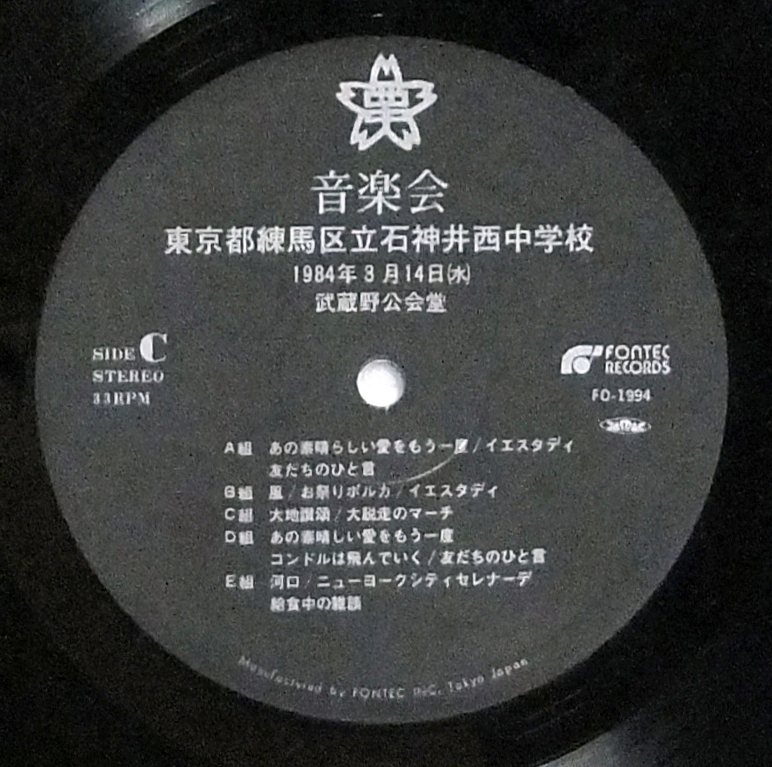 音楽会
東京都練馬区立石神井西中学校
1984年3月14日(水)
武蔵野公会堂
SIDE C
STEREO
33RPM
FONTEC
RECORDS
FO-1994
A組 あの素晴らしい愛をもう一度/イエスタディ
友だちのひと言
B組 風/お祭りポルカ/イエスタディ
C組 大地讃頌/大脱走のマーチ
D組 あの素晴しい愛をもう一度
コンドルは飛んでいく/友だちのひと言
E組 河口/ニューヨークシティセレナーデ
給食中の雑談
Manufactured by FONTEC INC. Tokyo Japan